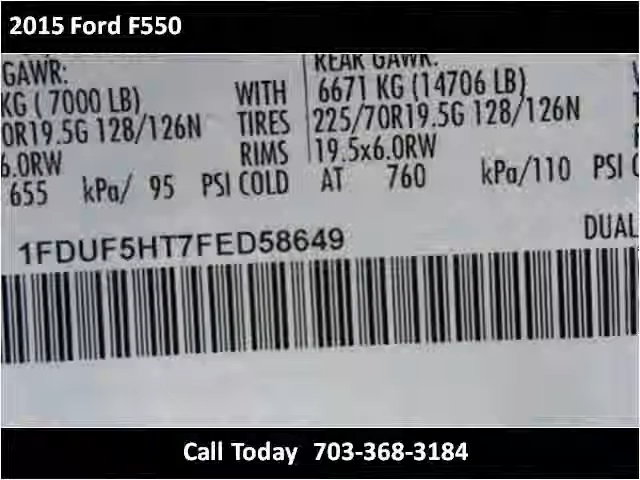 2015 Ford F550
GAWR: REAR GAWR:
KG ( 7000 LB) WITH 6671 KG (14706 LB)
0R19.5G 128/126N TIRES 225/70R19.5G 128/126N
6.0RW RIMS 19.5x6.0RW
655 kPa/ 95 PSI COLD AT 760 kPa/110 PSI
1FDUF5HT7FED58649 DUAL
Call Today 703-368-3184